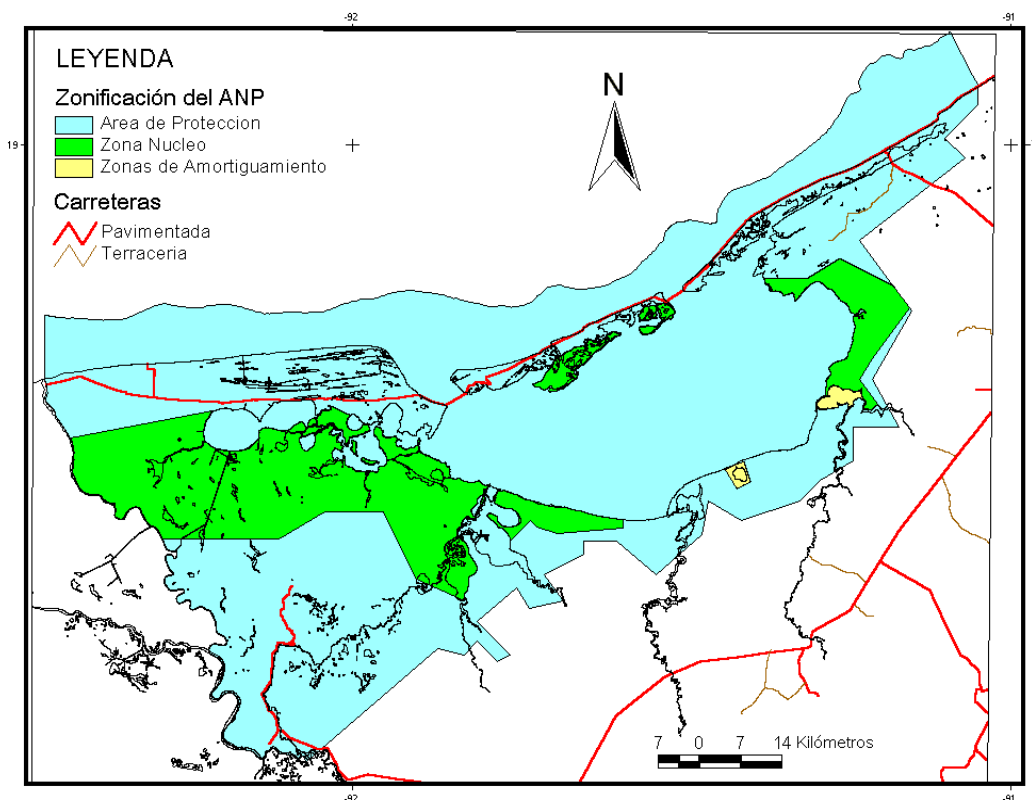 -92 -91
LEYENDA
Zonificación del ANP
Area de Proteccion
Zona Nucleo
Zonas de Amortiguamiento
Carreteras
Pavimentada
Terraceria
N
19
7 0 7 14 Kilómetros
-92 -91